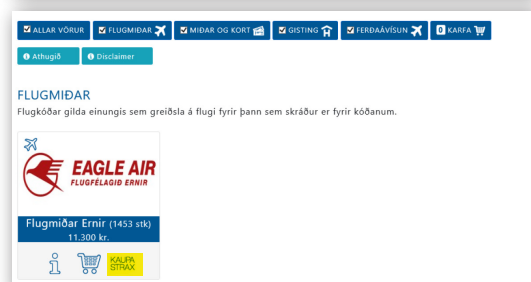 ALLAR VÖRUR FLUGMIÐAR MIÐAR OG KORT GISTING FERÐAÁVÍSUN 0 KARFA
Athugið Disclaimer
FLUGMIÐAR
Flugkóðar gilda einungis sem greiðsla á flugi fyrir þann sem skráður er fyrir kóðanum.
EAGLE AIR
FLUGFÉLAGIÐ ERNIR
Flugmiðar Ernir (1453 stk)
11.300 kr.
KAUPA
STRAX